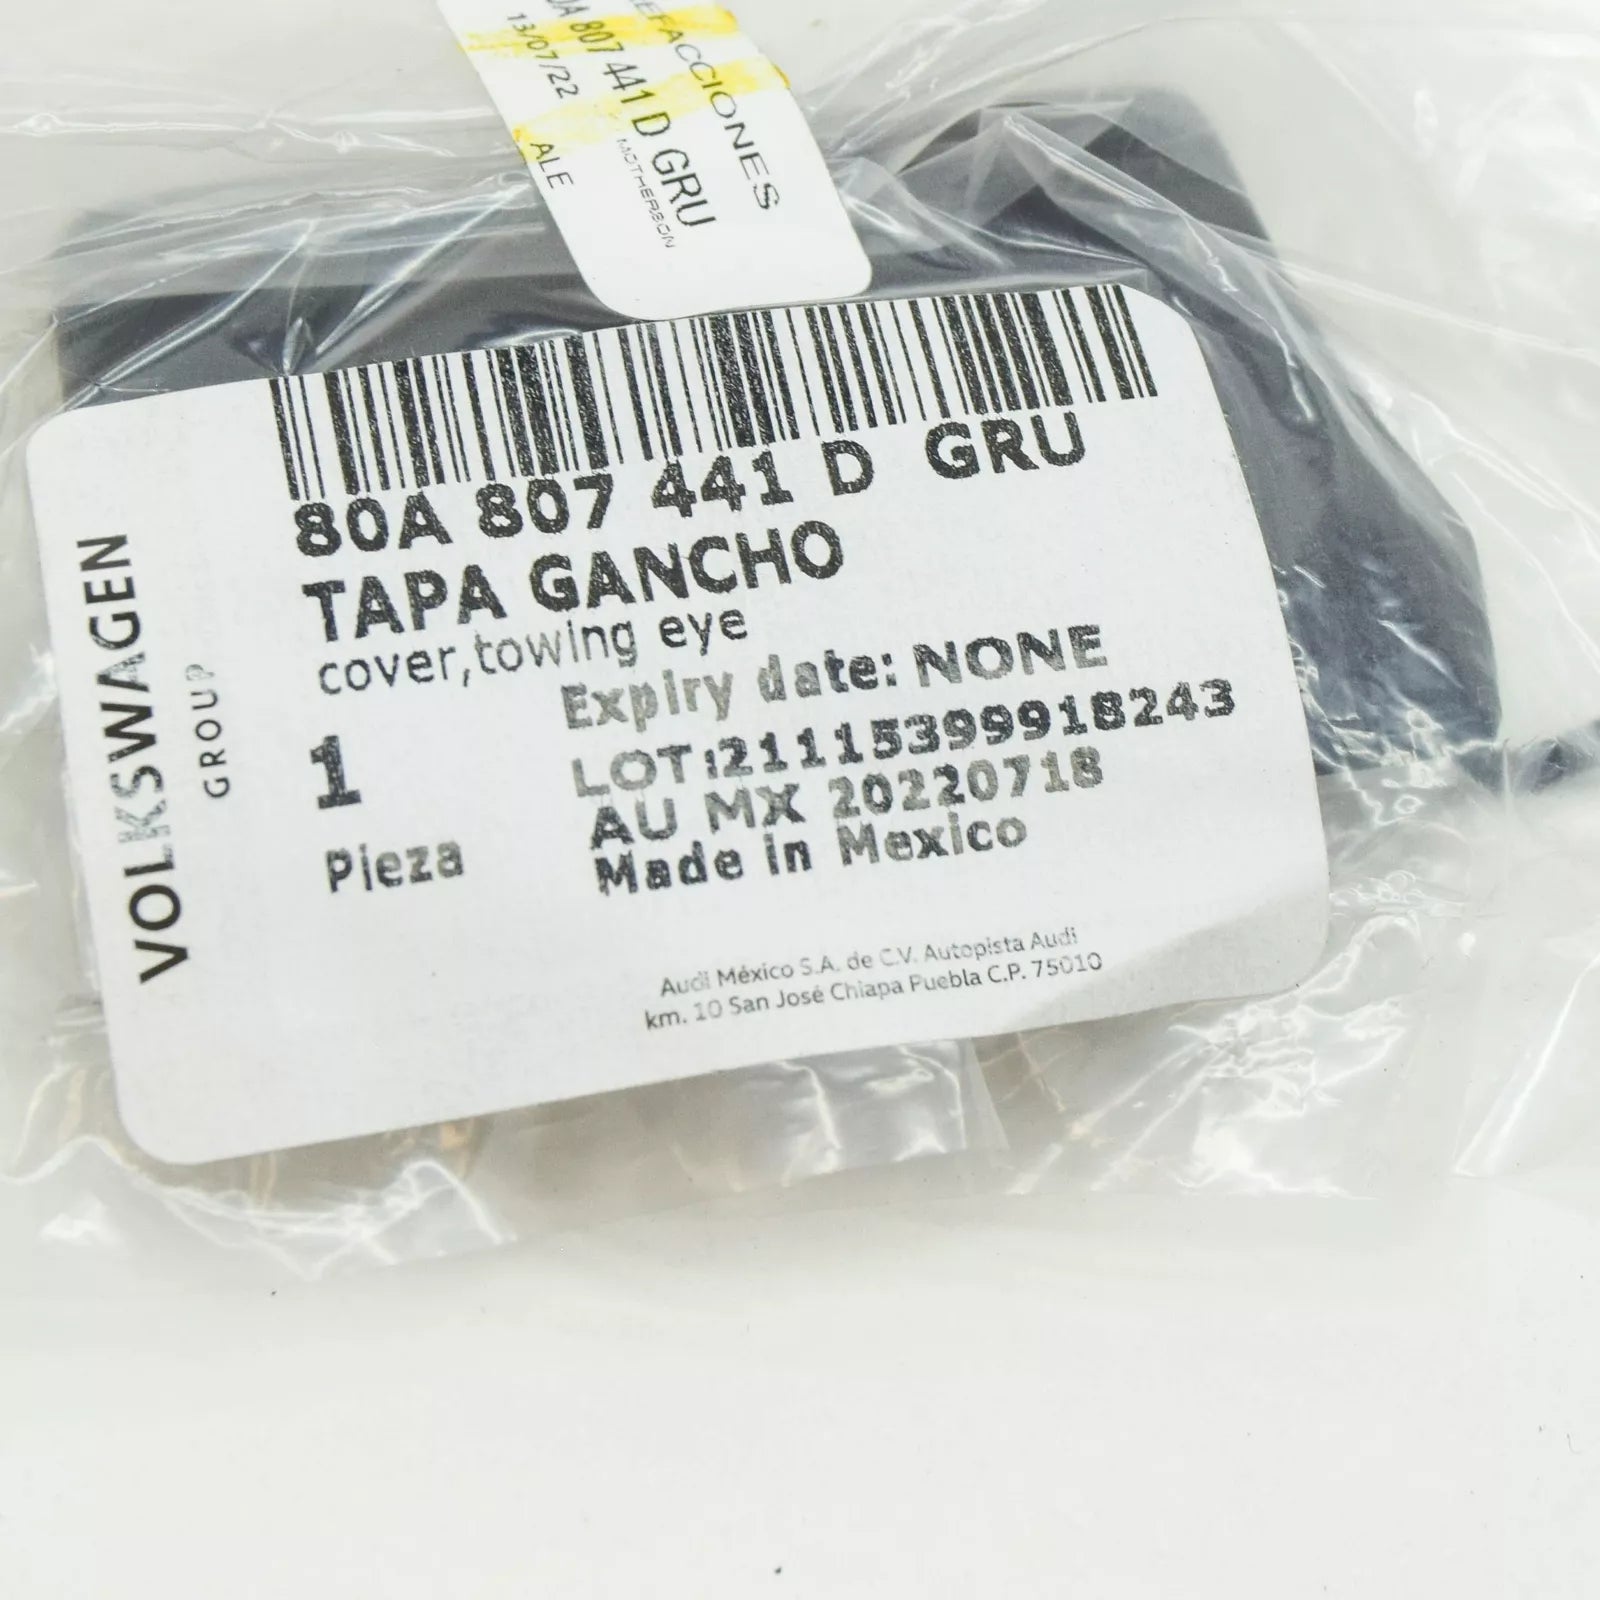 REFACCIONES
0A 807 441 D GRU
MOTHERSON
13/07/22 ALE
80A 807 441 D GRU
TAPA GANCHO
cover,towing eye
Expiry date: NONE
1
LOT:21115399918243
AU MX 20220718
Pieza
Made in Mexico
VOLKSWAGEN
GROUP
Audi México S.A. de C.V. Autopista Audi
km. 10 San José Chiapa Puebla C.P. 75010